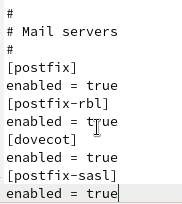 #
# Mail servers
#
[postfix]
enabled = true
[postfix-rbl]
enabled = true
[dovecot]
enabled = true
[postfix-sasl]
enabled = true